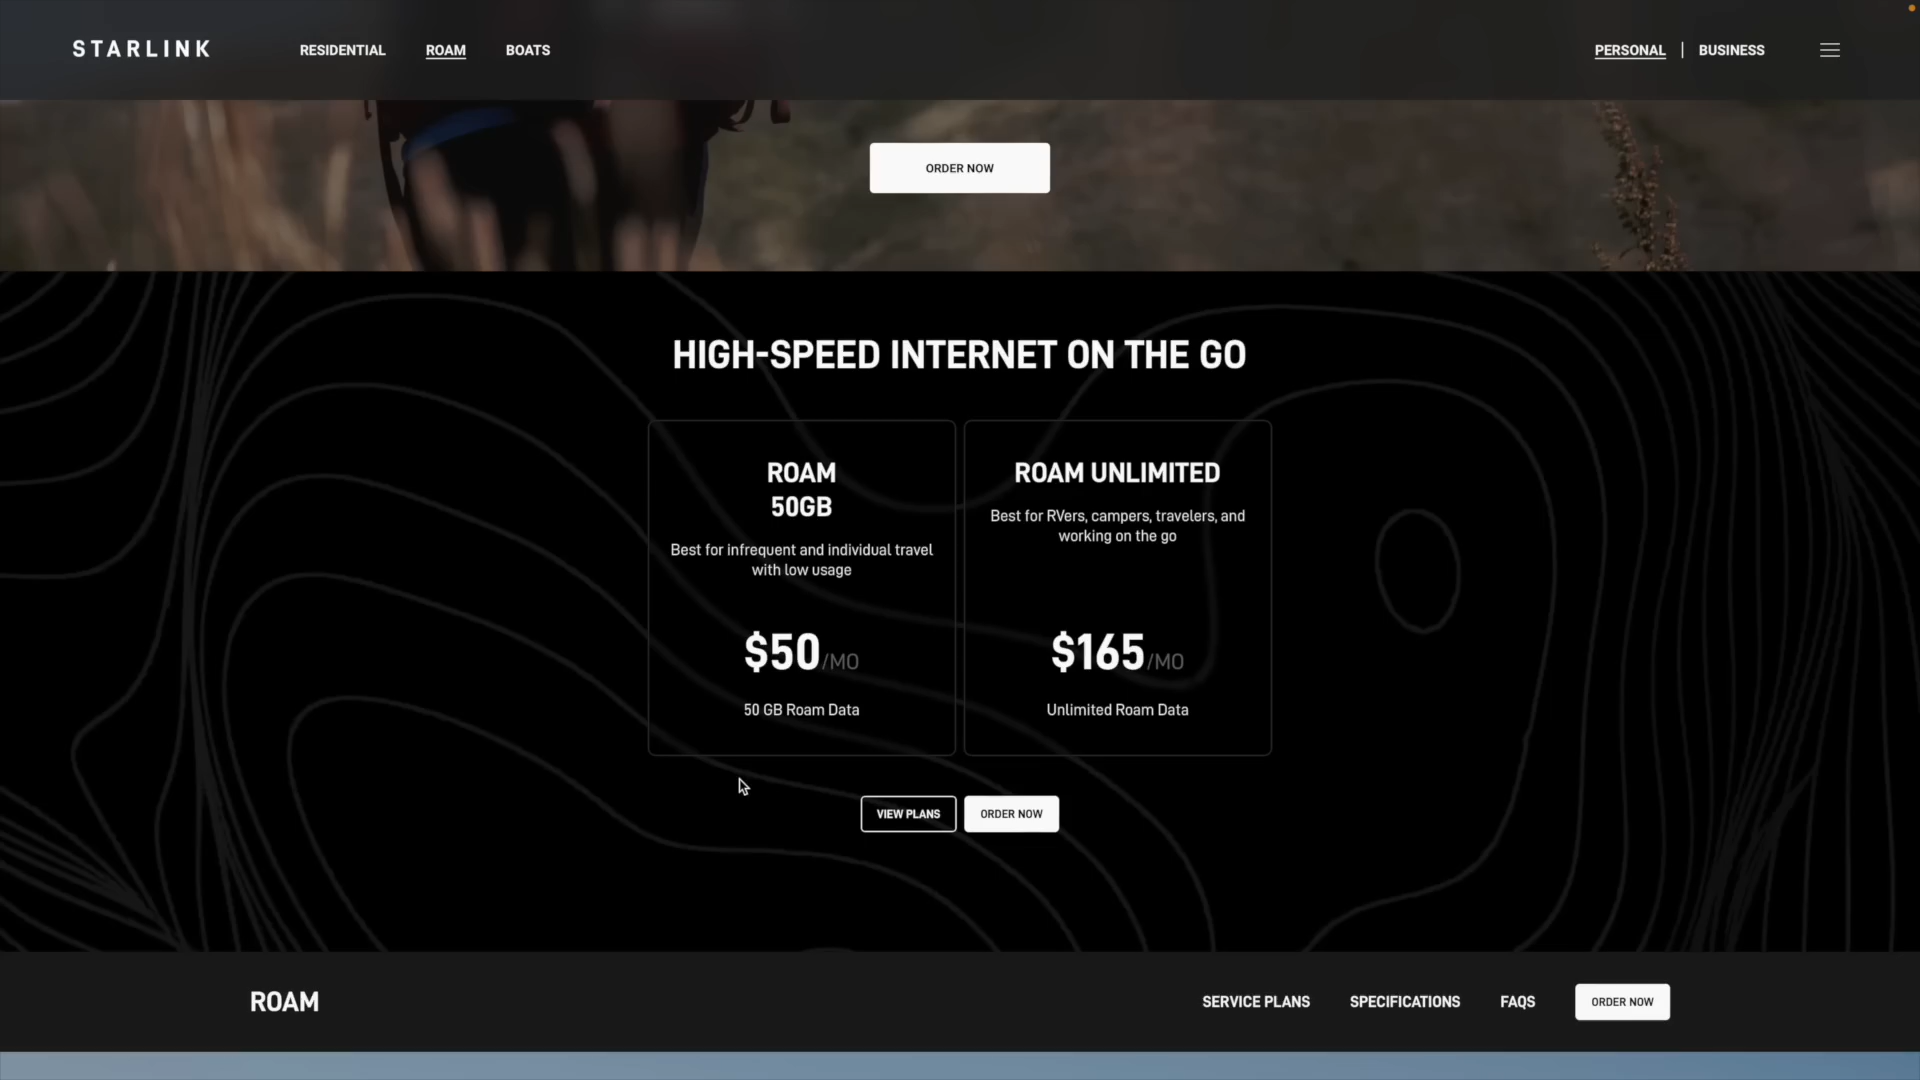 STARLINK
RESIDENTIAL
ROAM
BOATS
PERSONAL
BUSINESS
ORDER NOW
HIGH-SPEED INTERNET ON THE GO
ROAM
50GB
Best for infrequent and individual travel
with low usage
$50/MO
50 GB Roam Data
ROAM UNLIMITED
Best for RVers, campers, travelers, and
working on the go
$165/MO
Unlimited Roam Data
VIEW PLANS
ORDER NOW
ROAM
SERVICE PLANS
SPECIFICATIONS
FAQS
ORDER NOW